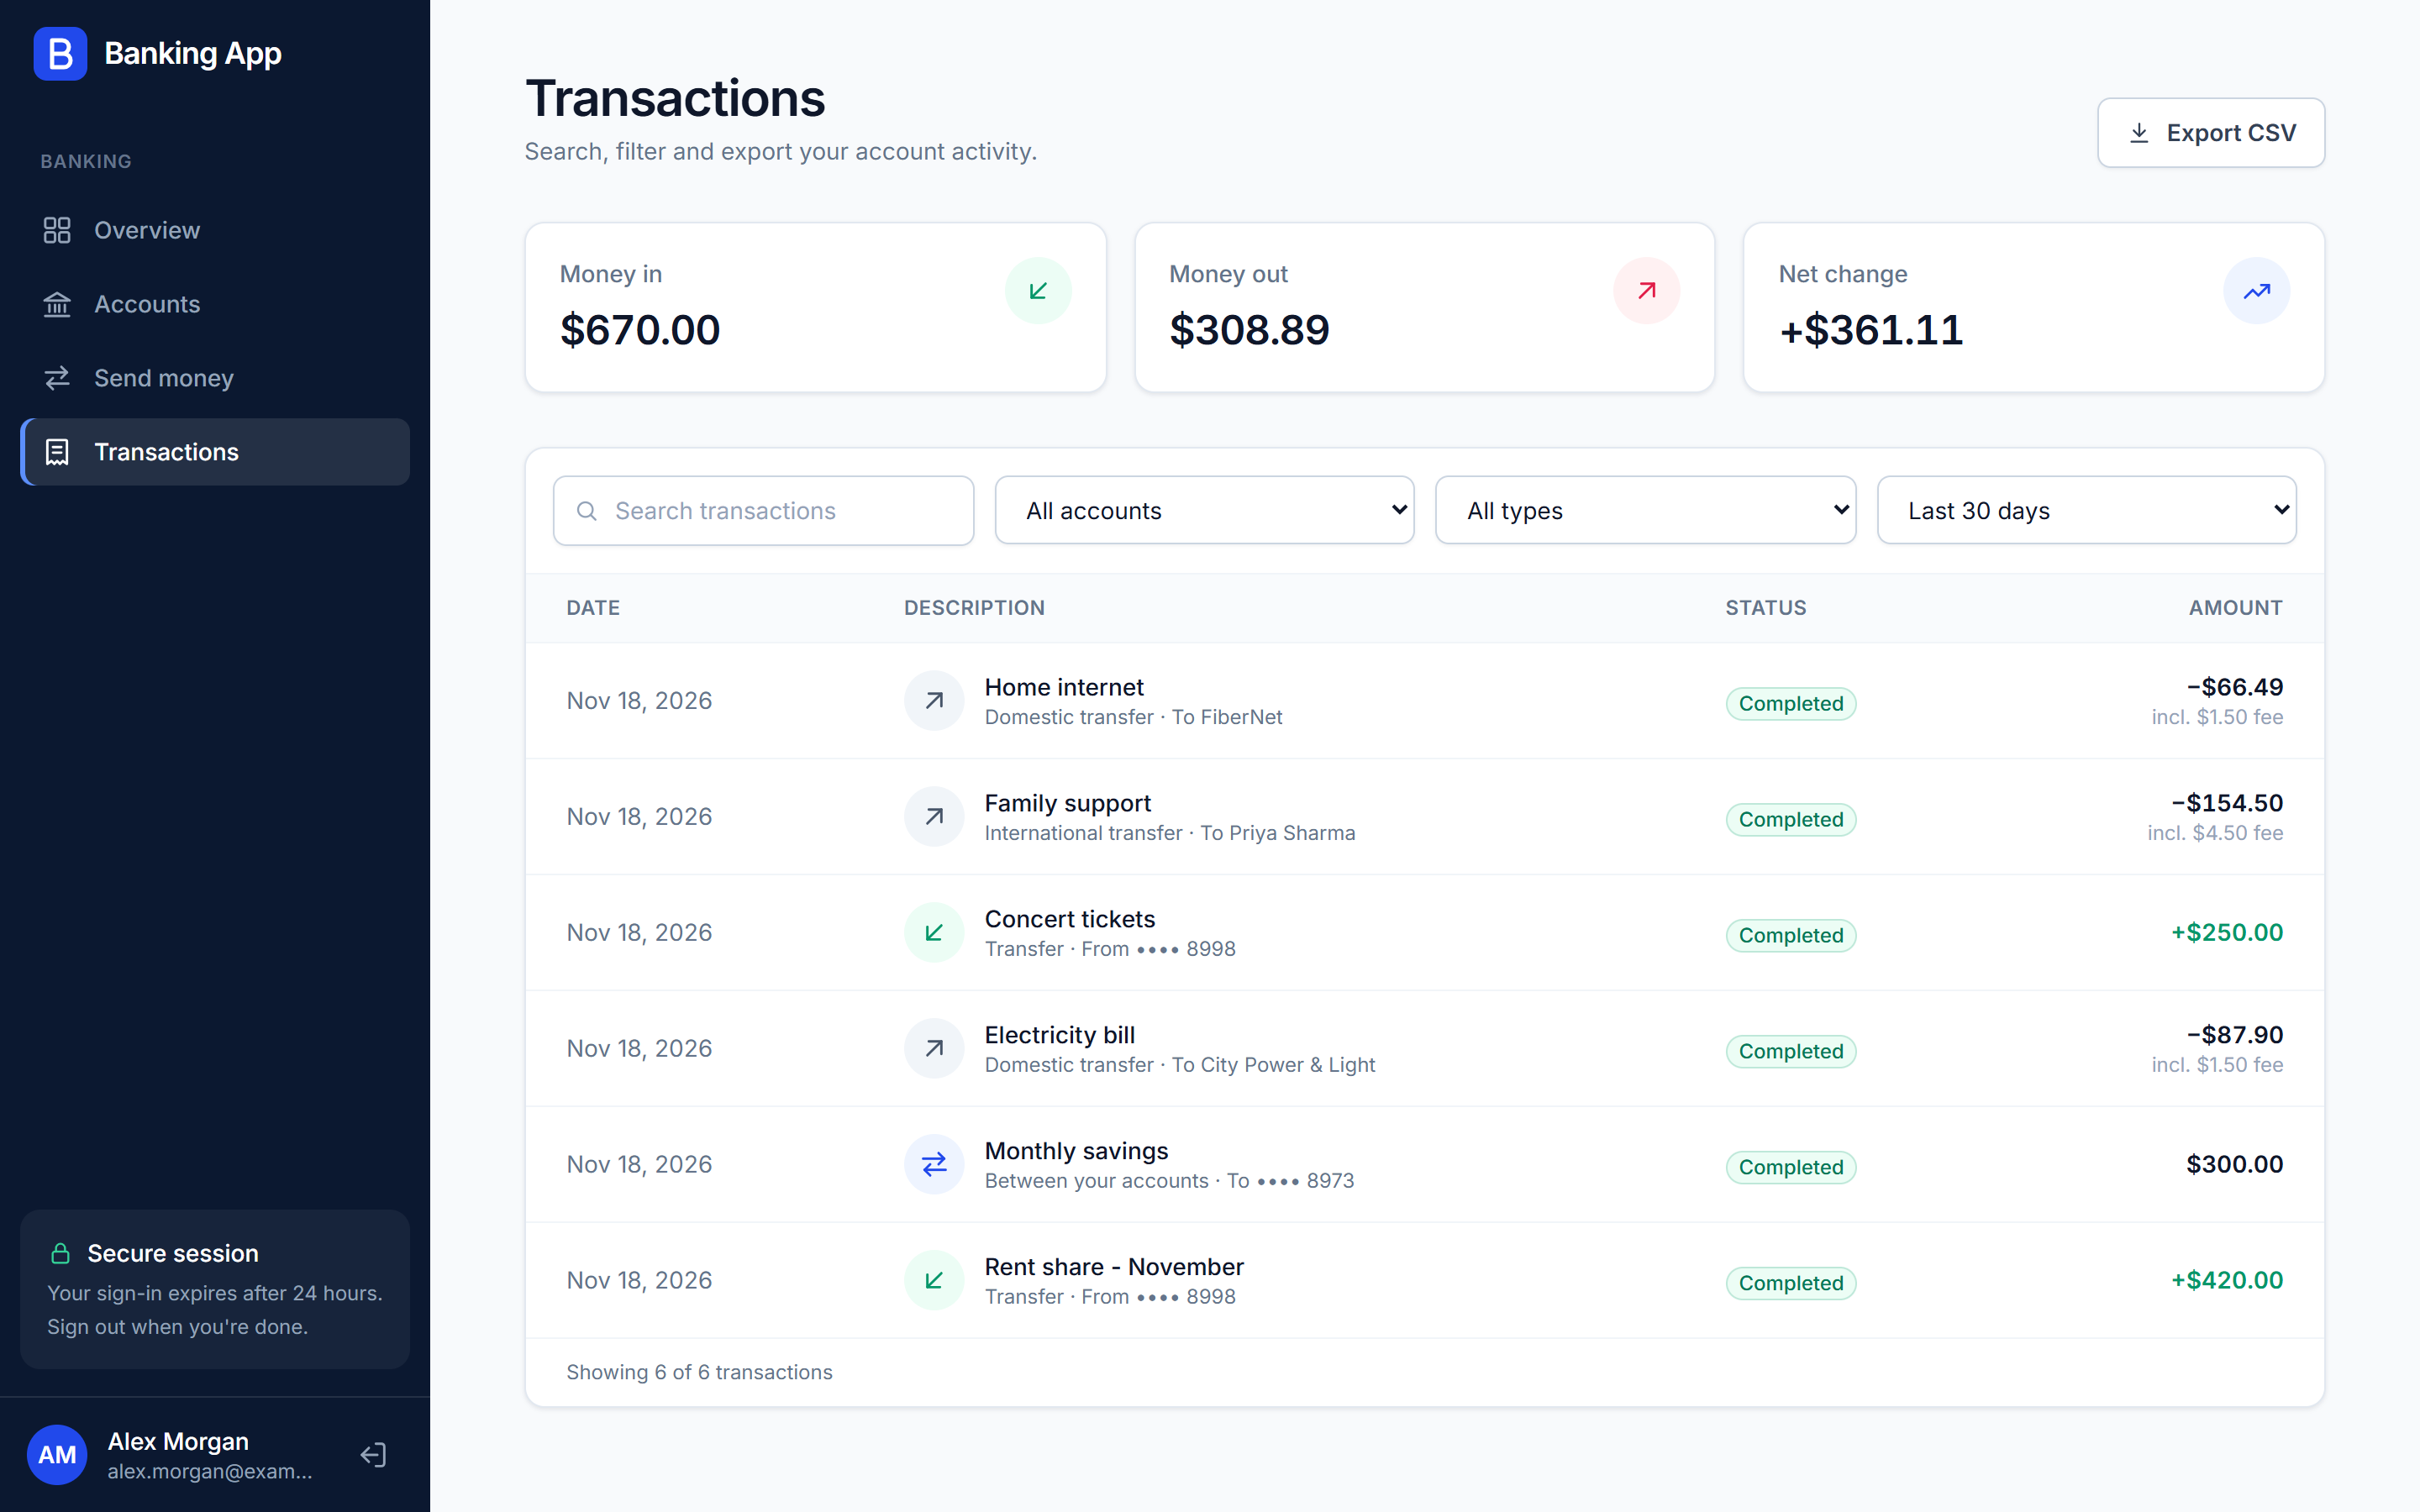 B Banking App
BANKING
Overview
Accounts
Send money
Transactions
Secure session
Your sign-in expires after 24 hours.
Sign out when you're done.
AM
Alex Morgan
alex.morgan@exam...
Transactions
Search, filter and export your account activity.
Export CSV
Money in
$670.00
Money out
$308.89
Net change
+$361.11
Search transactions
All accounts
All types
Last 30 days
DATE DESCRIPTION STATUS AMOUNT
Nov 18, 2026 Home internet Completed −$66.49
Domestic transfer · To FiberNet incl. $1.50 fee
Nov 18, 2026 Family support Completed −$154.50
International transfer · To Priya Sharma incl. $4.50 fee
Nov 18, 2026 Concert tickets Completed +$250.00
Transfer · From •••• 8998
Nov 18, 2026 Electricity bill Completed −$87.90
Domestic transfer · To City Power & Light incl. $1.50 fee
Nov 18, 2026 Monthly savings Completed $300.00
Between your accounts · To •••• 8973
Nov 18, 2026 Rent share - November Completed +$420.00
Transfer · From •••• 8998
Showing 6 of 6 transactions